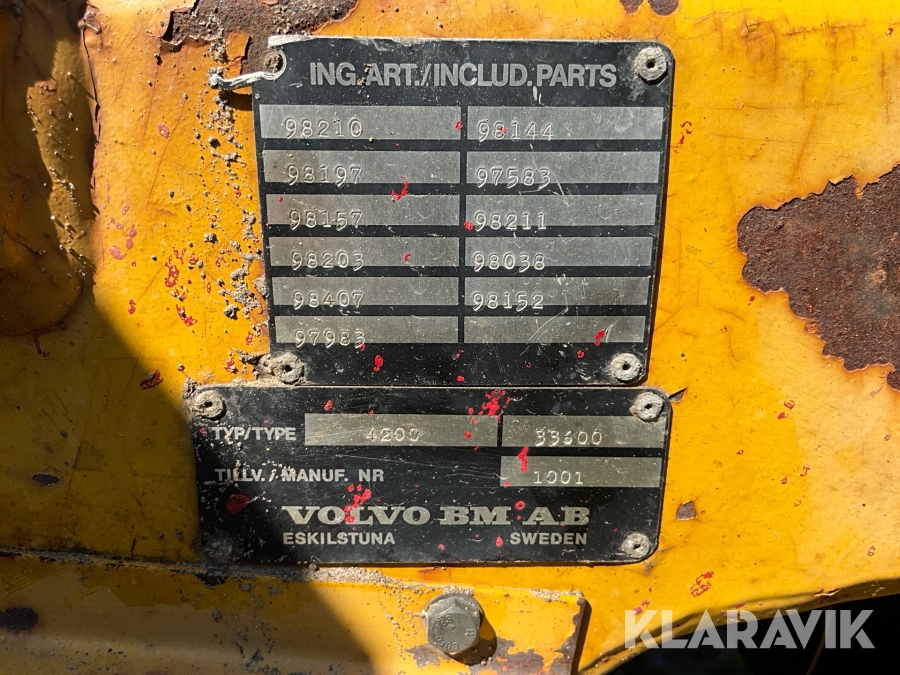 ING.ART./INCLUD.PARTS
98210 98144
98197 97583
98157 98211
98203 98038
98407 98152
97983
TYP/TYPE 4200 33600
TILLV./MANUF. NR 1001
VOLVO BM AB
ESKILSTUNA SWEDEN
KLARAVIK